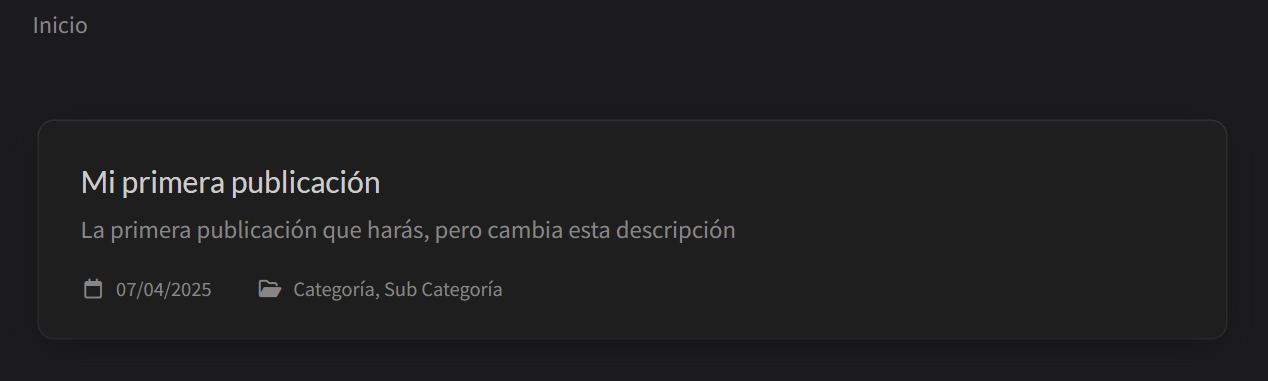 Inicio
Mi primera publicación
La primera publicación que harás, pero cambia esta descripción
07/04/2025 Categoría, Sub Categoría